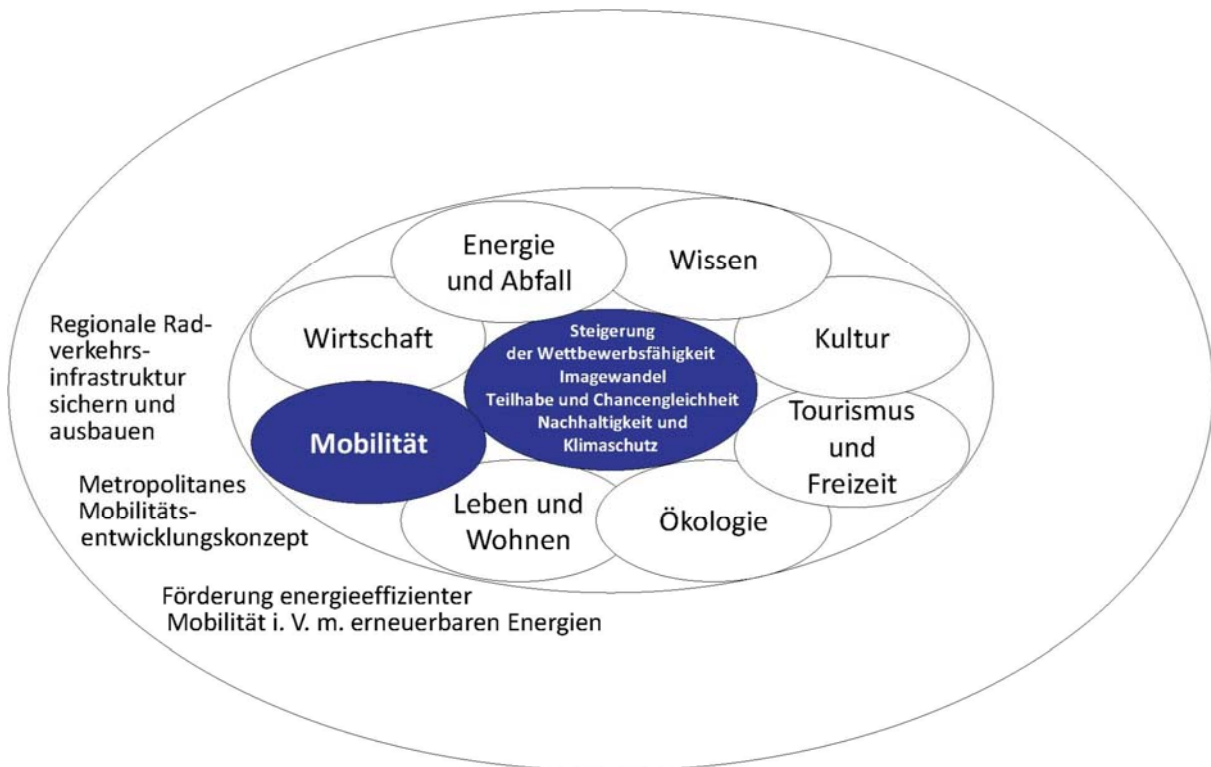 Energie
und Abfall
Wissen
Wirtschaft
Kultur
Steigerung
der Wettbewerbsfähigkeit
Imagewandel
Teilhabe und Chancengleichheit
Nachhaltigkeit und
Klimaschutz
Mobilität
Tourismus
und
Freizeit
Leben und
Wohnen
Ökologie
Regionale Rad-
verkehrs-
infrastruktur
sichern und
ausbauen
Metropolitanes
Mobilitäts-
entwicklungskonzept
Förderung energieeffizienter
Mobilität i. V. m. erneuerbaren Energien